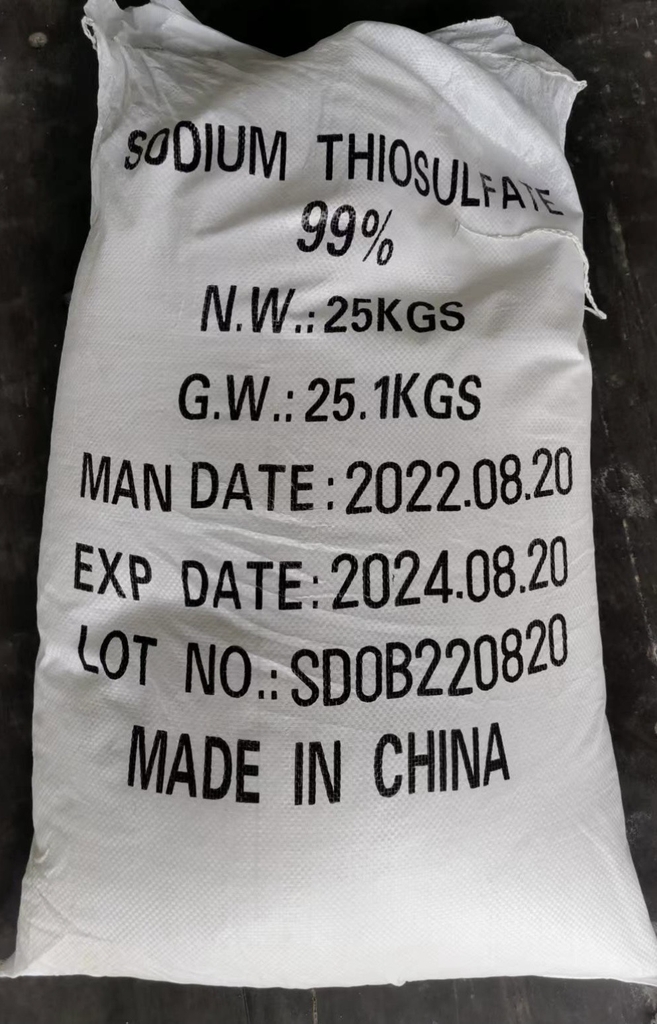 SODIUM THIOSULFATE
99%
N.W.: 25KGS
G.W.: 25.1KGS
MAN DATE: 2022.08.20
EXP DATE: 2024.08.20
LOT NO.: SDOB220820
MADE IN CHINA